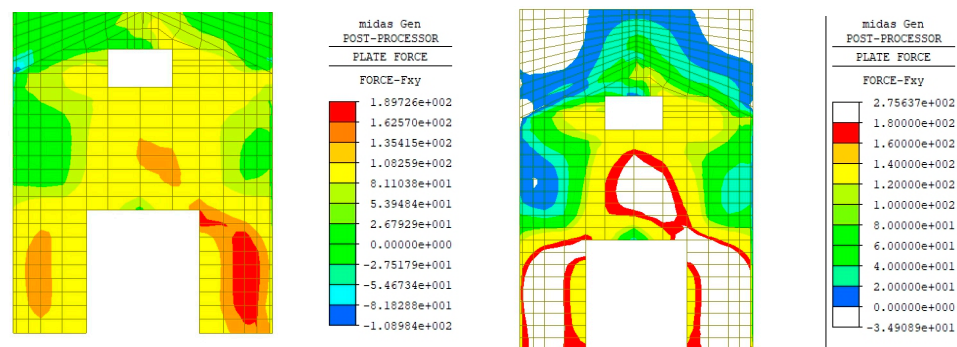 midas Gen
POST-PROCESSOR
PLATE FORCE
FORCE-Fxy
1.89726e+002
1.62570e+002
1.35415e+002
1.08259e+002
8.11038e+001
5.39484e+001
2.67929e+001
0.00000e+000
-2.75179e+001
-5.46734e+001
-8.18288e+001
-1.08984e+002
midas Gen
POST-PROCESSOR
PLATE FORCE
FORCE-Fxy
2.75637e+002
1.80000e+002
1.60000e+002
1.40000e+002
1.20000e+002
1.00000e+002
8.00000e+001
6.00000e+001
4.00000e+001
2.00000e+001
0.00000e+000
-3.49089e+001